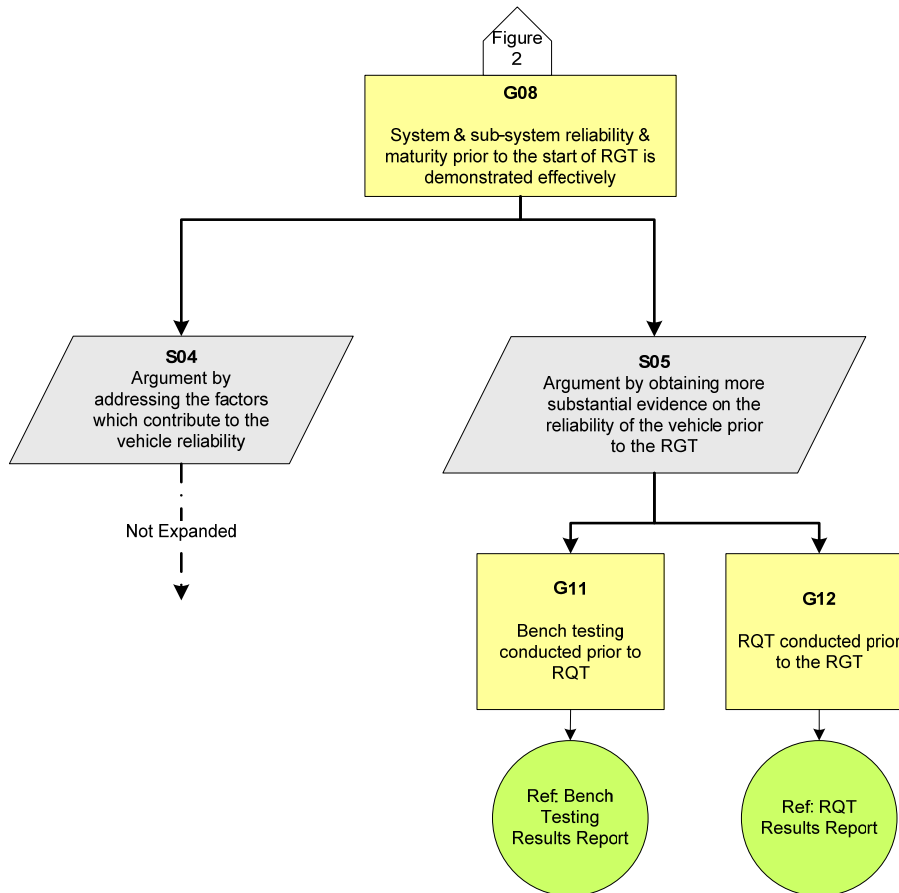 Figure
2
G08
System & sub-system reliability &
maturity prior to the start of RGT is
demonstrated effectively
S04
Argument by
addressing the factors
which contribute to the
vehicle reliability
Not Expanded
S05
Argument by obtaining more
substantial evidence on the
reliability of the vehicle prior
to the RGT
G11
Bench testing
conducted prior to
RQT
G12
RQT conducted prior
to the RGT
Ref: Bench
Testing
Results Report
Ref: RQT
Results Report